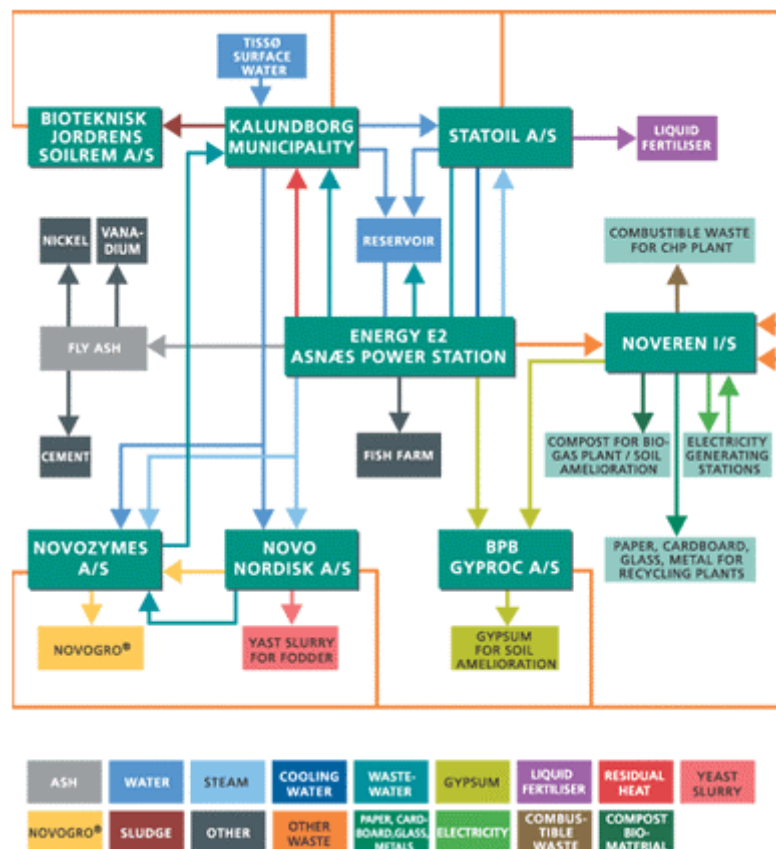 TISSØ
SURFACE
WATER
BIOTEKNISK
JORDRENS
SOILREM A/S
KALUNDBORG
MUNICIPALITY
STATOIL A/S
LIQUID
FERTILISER
NICKEL
VANA-
DIUM
RESERVOIR
COMBUSTIBLE WASTE
FOR CHP PLANT
FLY ASH
ENERGY E2
ASNÆS POWER STATION
NOVEREN I/S
CEMENT
FISH FARM
COMPOST FOR BIO-
GAS PLANT / SOIL
AMELIORATION
ELECTRICITY
GENERATING
STATIONS
NOVOZYMES
A/S
NOVO
NORDISK A/S
BPB
GYPROC A/S
PAPER, CARDBOARD,
GLASS, METAL FOR
RECYCLING PLANTS
NOVOGRO®
YAST SLURRY
FOR FODDER
GYPSUM
FOR SOIL
AMELIORATION
ASH
WATER
STEAM
COOLING
WATER
WASTE-
WATER
GYPSUM
LIQUID
FERTILISER
RESIDUAL
HEAT
YEAST
SLURRY
NOVOGRO®
SLUDGE
OTHER
OTHER
WASTE
PAPER, CARD-
BOARD,GLASS,
METALS
ELECTRICITY
COMBUS-
TIBLE
WASTE
COMPOST
BIO-
MATERIAL